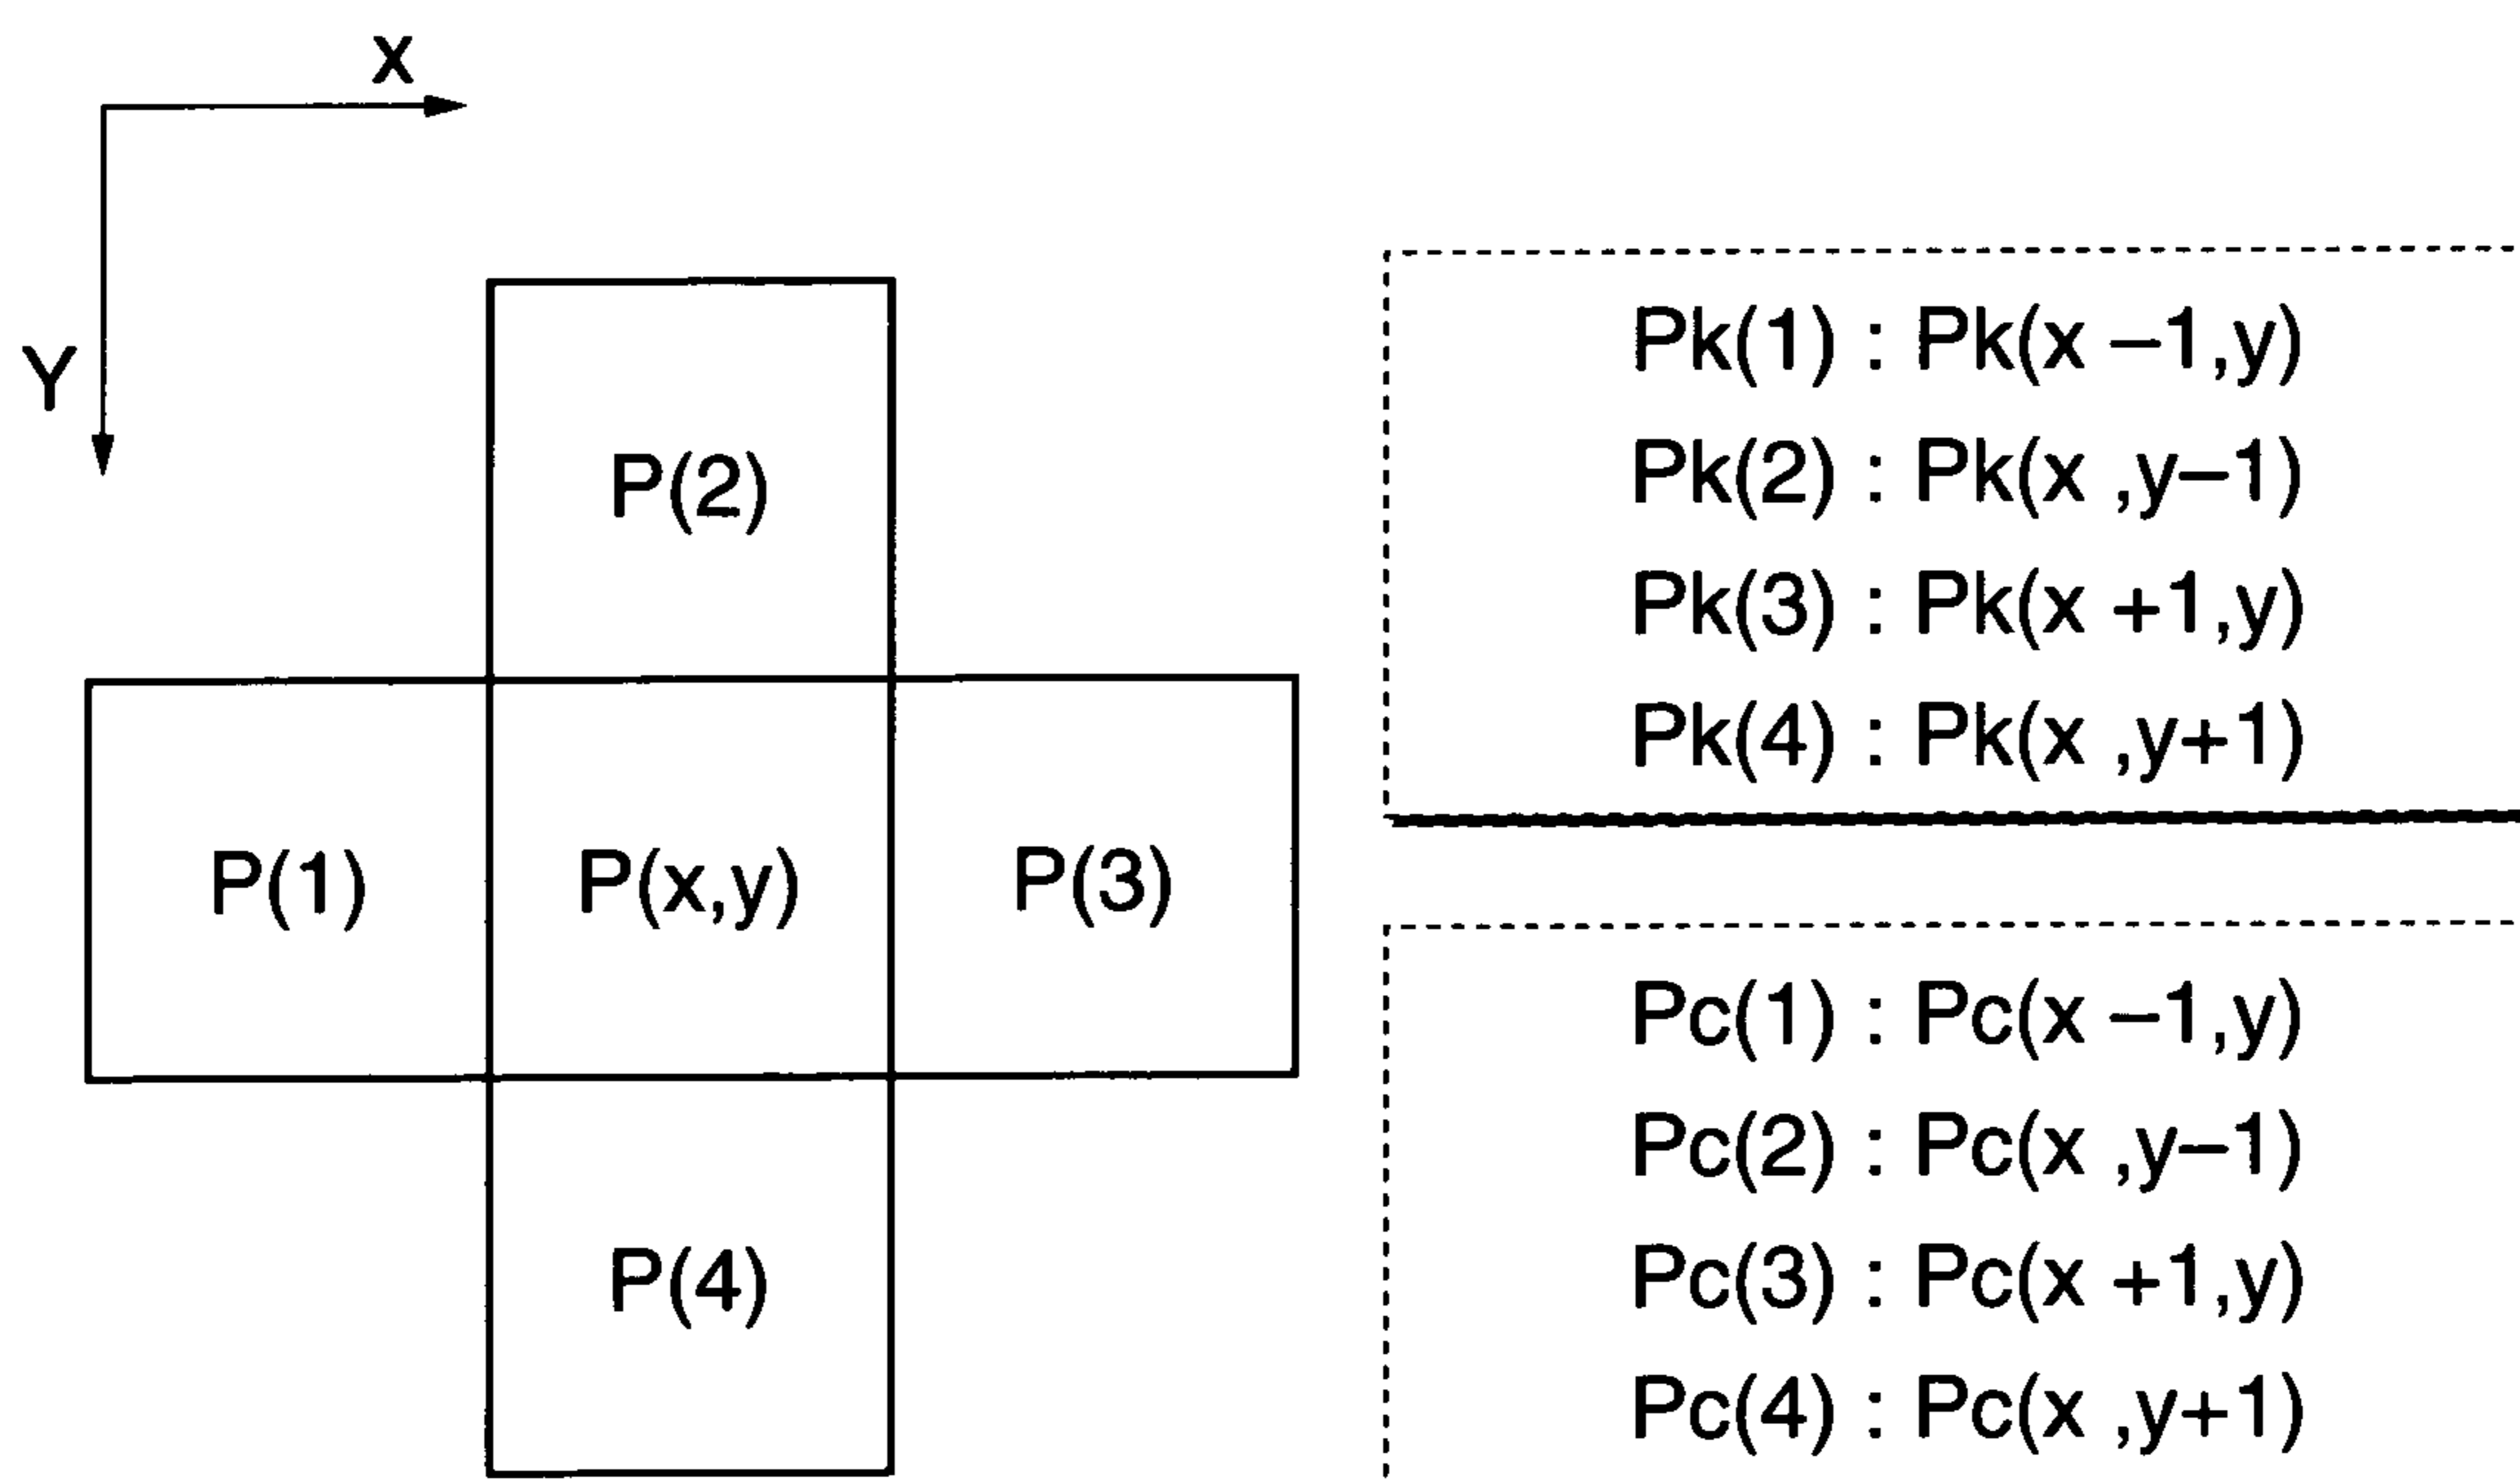 X
Y
P(2)
P(1) P(x,y) P(3)
P(4)
Pk(1) : Pk(x −1,y)
Pk(2) : Pk(x ,y−1)
Pk(3) : Pk(x +1,y)
Pk(4) : Pk(x ,y+1)
Pc(1) : Pc(x −1,y)
Pc(2) : Pc(x ,y−1)
Pc(3) : Pc(x +1,y)
Pc(4) : Pc(x ,y+1)